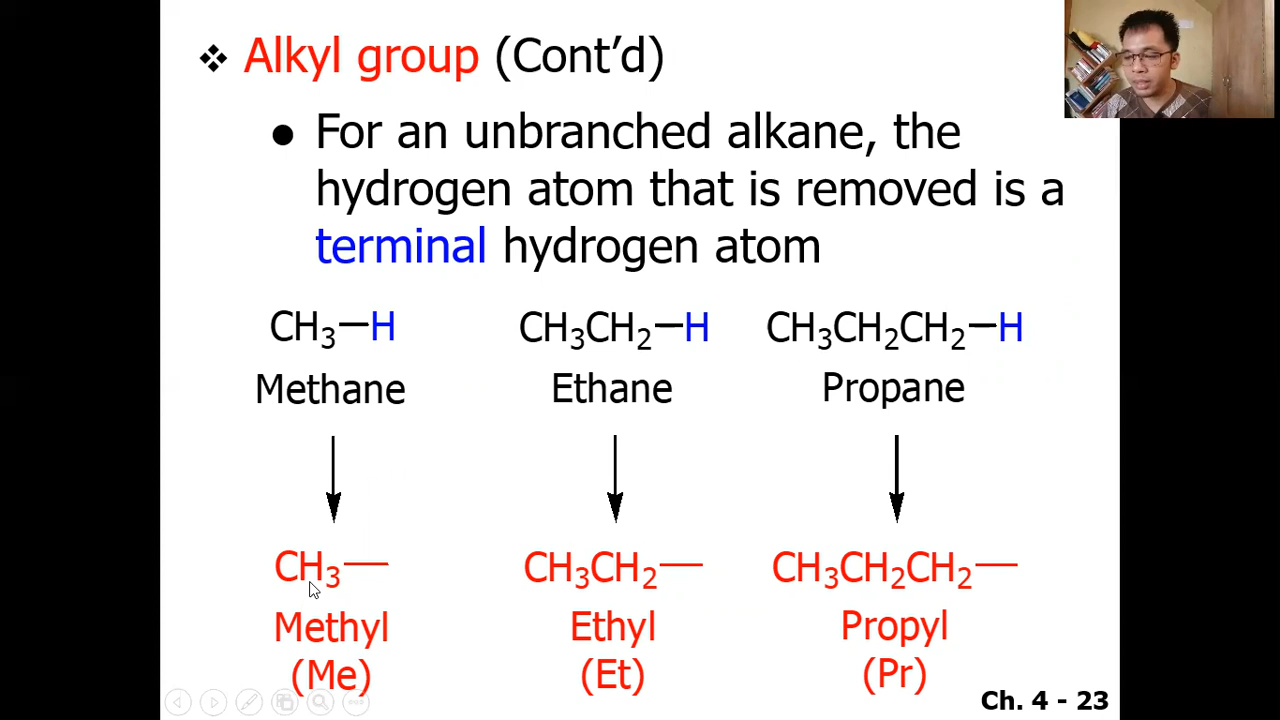 ❖ Alkyl group (Cont’d)
● For an unbranched alkane, the
hydrogen atom that is removed is a
terminal hydrogen atom
CH₃—H CH₃CH₂—H CH₃CH₂CH₂—H
Methane Ethane Propane
CH₃— CH₃CH₂— CH₃CH₂CH₂—
Methyl Ethyl Propyl
(Me) (Et) (Pr)
Ch. 4 - 23